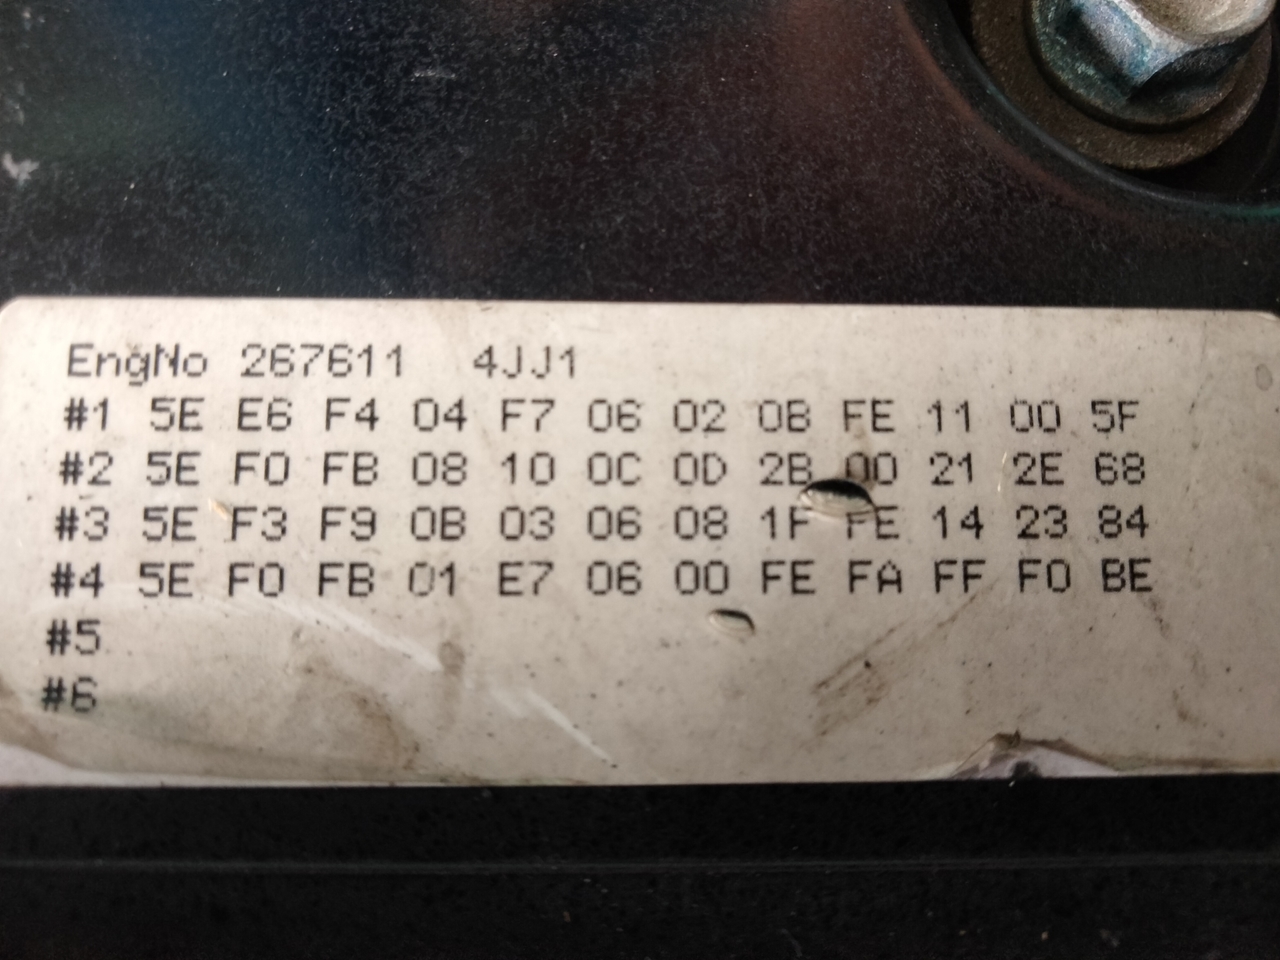 EngNo 267611 4JJ1
#1 5E E6 F4 04 F7 06 02 0B FE 11 00 5F
#2 5E F0 FB 08 10 0C 0D 2B 00 21 2E 68
#3 5E F3 F9 0B 03 06 08 1F FE 14 23 84
#4 5E F0 FB 01 E7 06 00 FE FA FF F0 BE
#5
#6